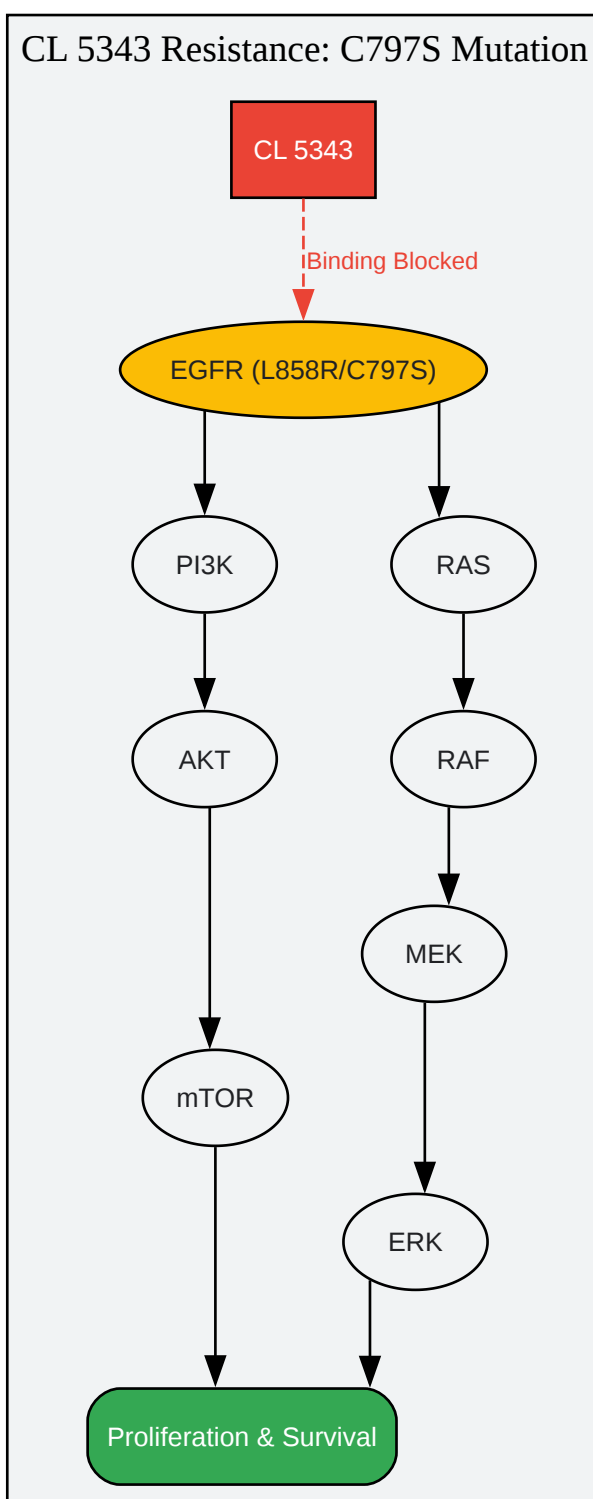 CL 5343 Resistance: C797S Mutation
CL 5343
Binding Blocked
EGFR (L858R/C797S)
PI3K
RAS
AKT
RAF
MEK
mTOR
ERK
Proliferation & Survival